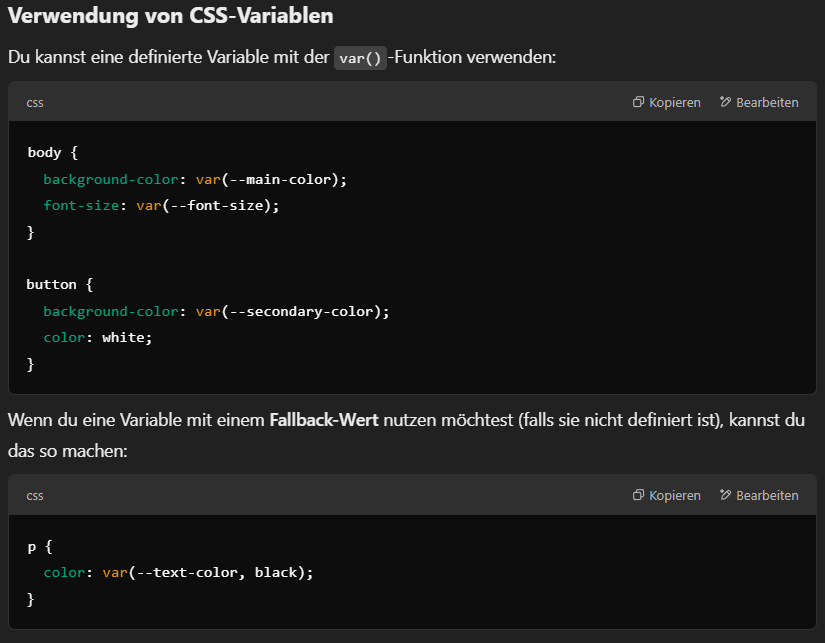 Verwendung von CSS-Variablen
Du kannst eine definierte Variable mit der var()-Funktion verwenden:
css Kopieren Bearbeiten
body {
  background-color: var(--main-color);
  font-size: var(--font-size);
}
button {
  background-color: var(--secondary-color);
  color: white;
}
Wenn du eine Variable mit einem Fallback-Wert nutzen möchtest (falls sie nicht definiert ist), kannst du
das so machen:
css Kopieren Bearbeiten
p {
  color: var(--text-color, black);
}